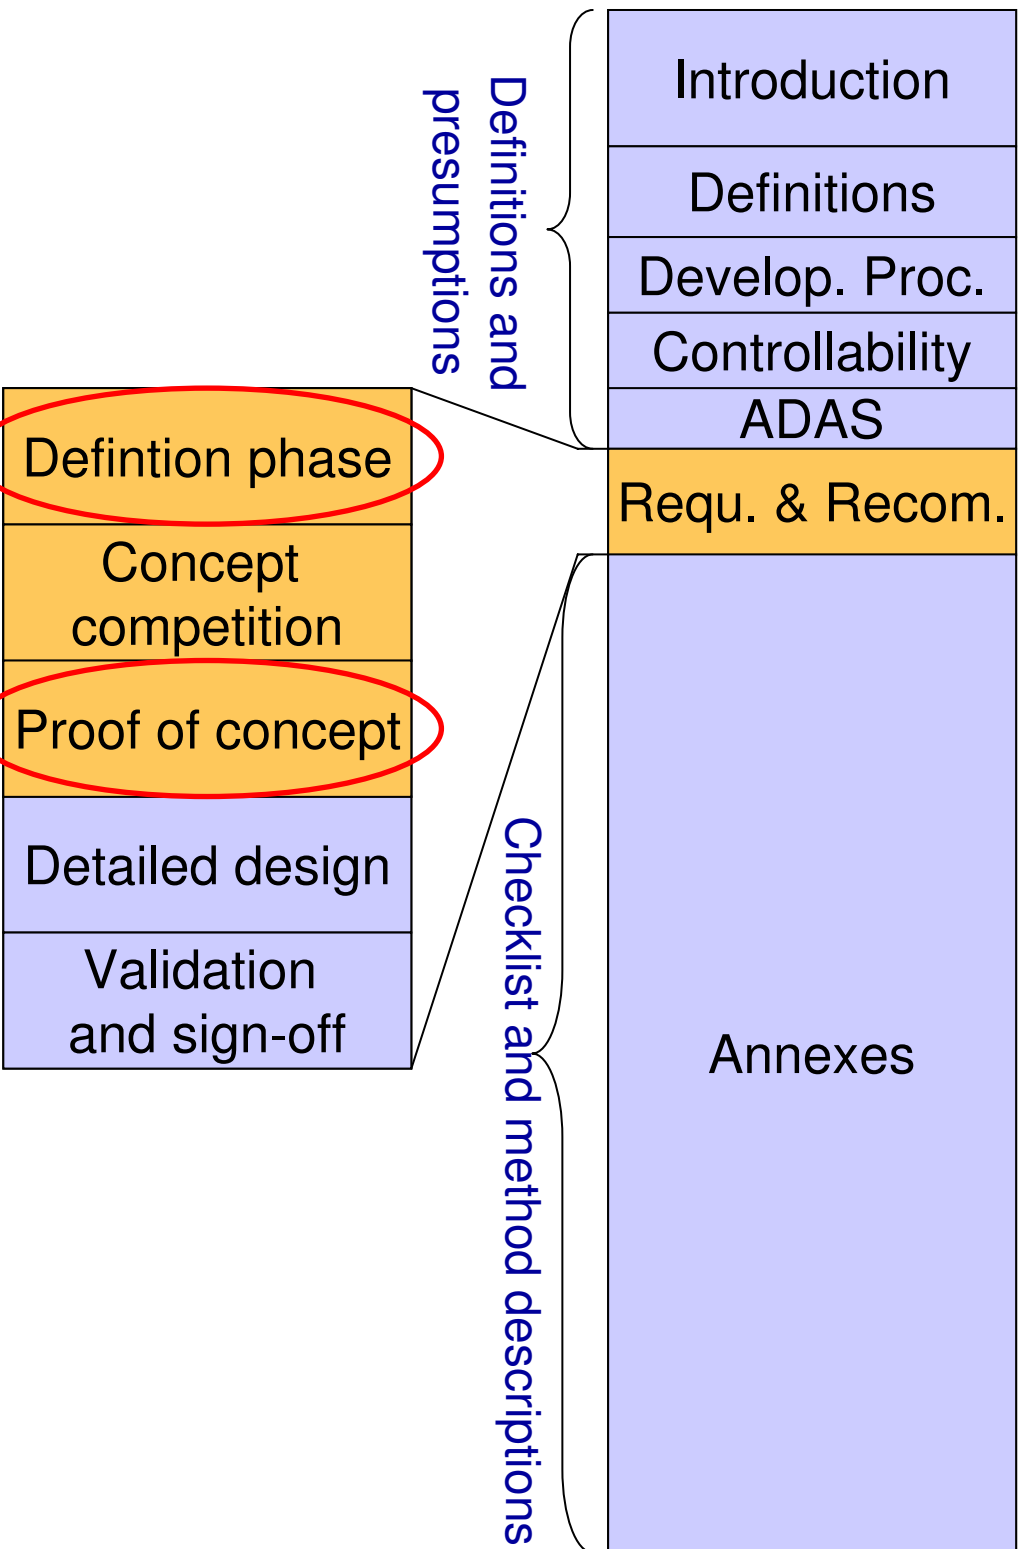 Introduction
Definitions
Develop. Proc.
Controllability
ADAS
Requ. & Recom.
Annexes
Definitions and
presumptions
Checklist and method descriptions
Defintion phase
Concept
competition
Proof of concept
Detailed design
Validation
and sign-off